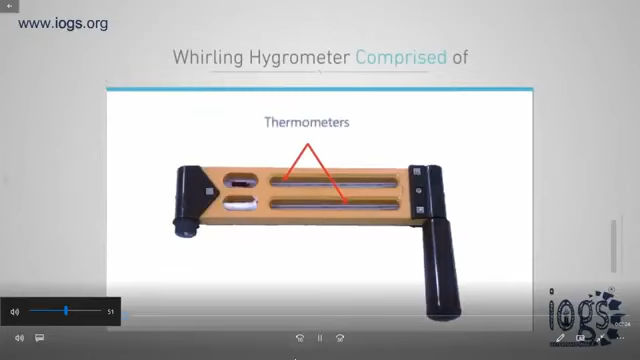 www.iogs.org
Whirling Hygrometer Comprised of
Thermometers
51
iogs